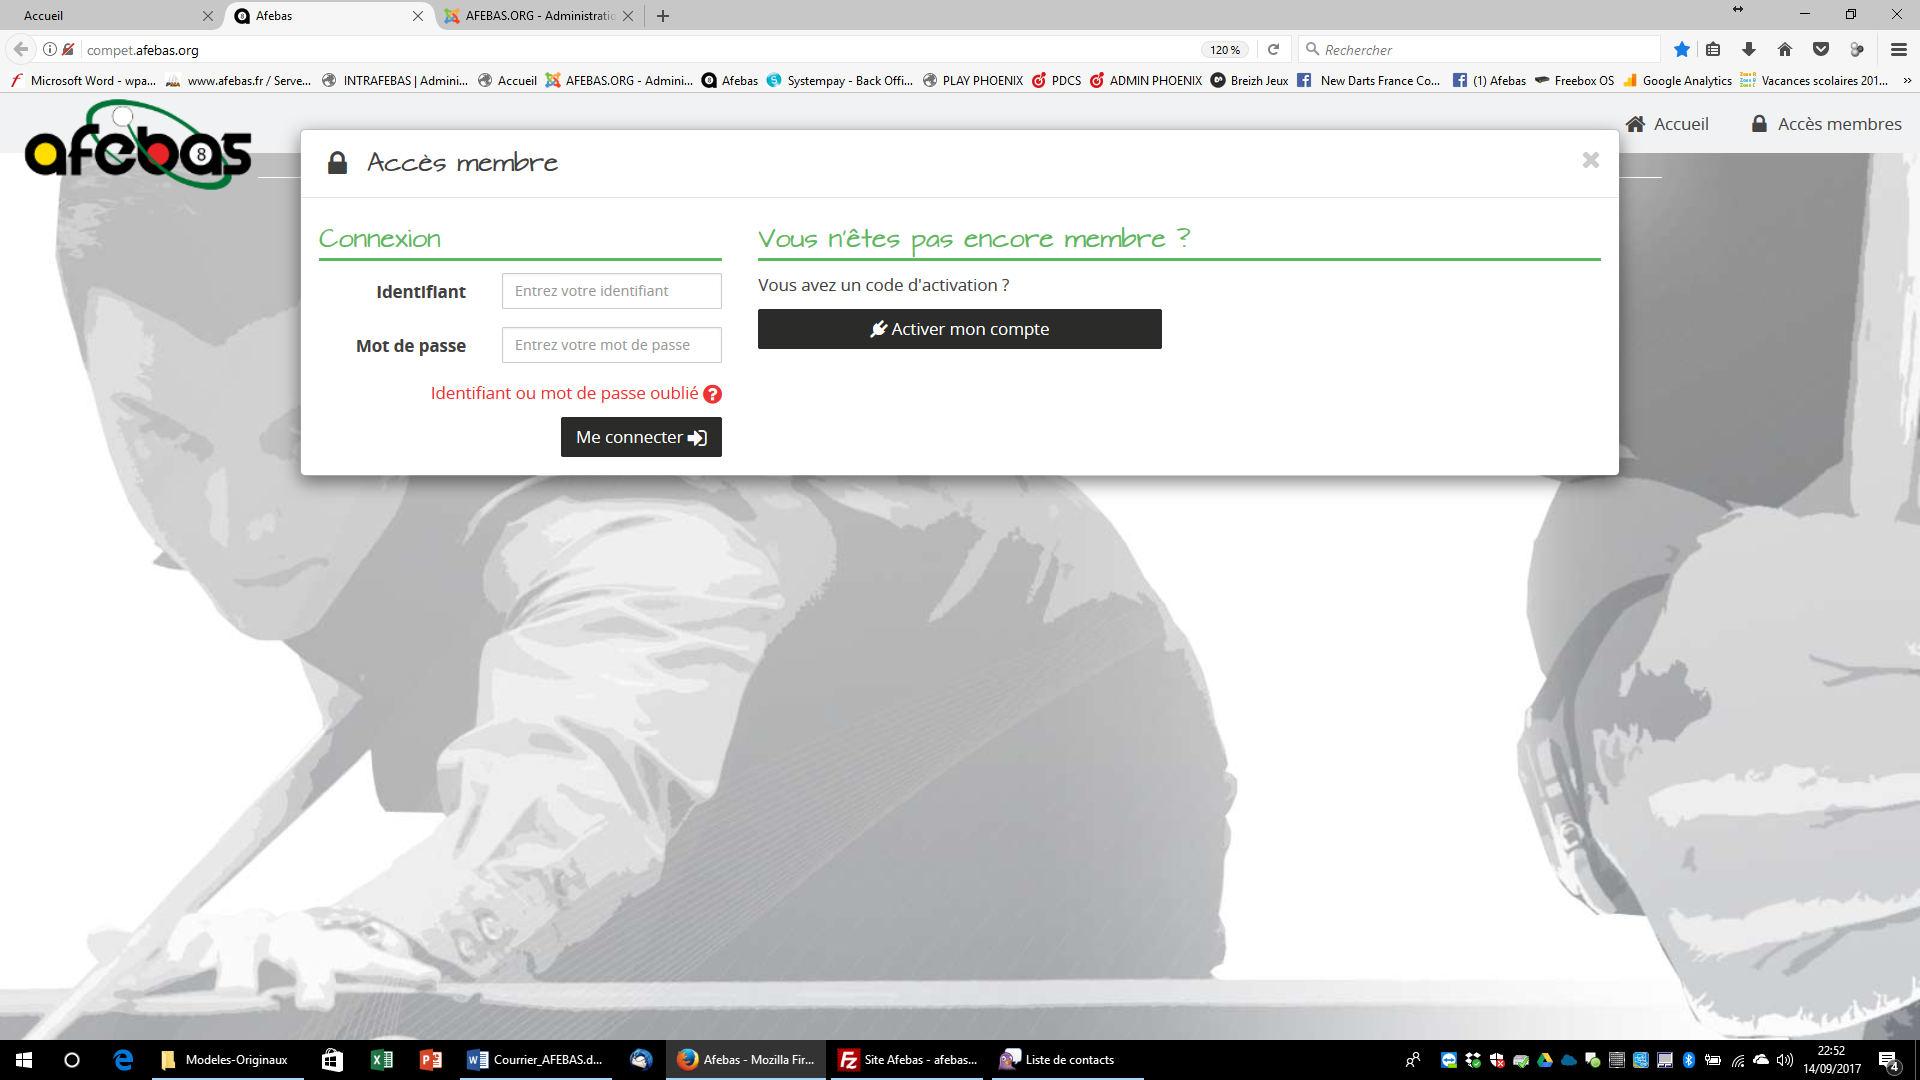 Accueil
Afebas
AFEBAS.ORG - Administratio
compet.afebas.org
120 %
Rechercher
Microsoft Word - wpa...
www.afebas.fr / Serve...
INTRAFEBAS | Admini...
Accueil
AFEBAS.ORG - Admini...
Afebas
Systempay - Back Offi...
PLAY PHOENIX
PDCS
ADMIN PHOENIX
Breizh Jeux
New Darts France Co...
(1) Afebas
Freebox OS
Google Analytics
Vacances scolaires 201...
afebas
8
Accueil
Accès membres
Accès membre
Connexion
Identifiant
Entrez votre identifiant
Mot de passe
Entrez votre mot de passe
Identifiant ou mot de passe oublié
Me connecter
Vous n'êtes pas encore membre ?
Vous avez un code d'activation ?
Activer mon compte
Modeles-Originaux
Courrier_AFEBAS.d...
Afebas - Mozilla Fir...
Site Afebas - afebas...
Liste de contacts
22:52
14/09/2017
4